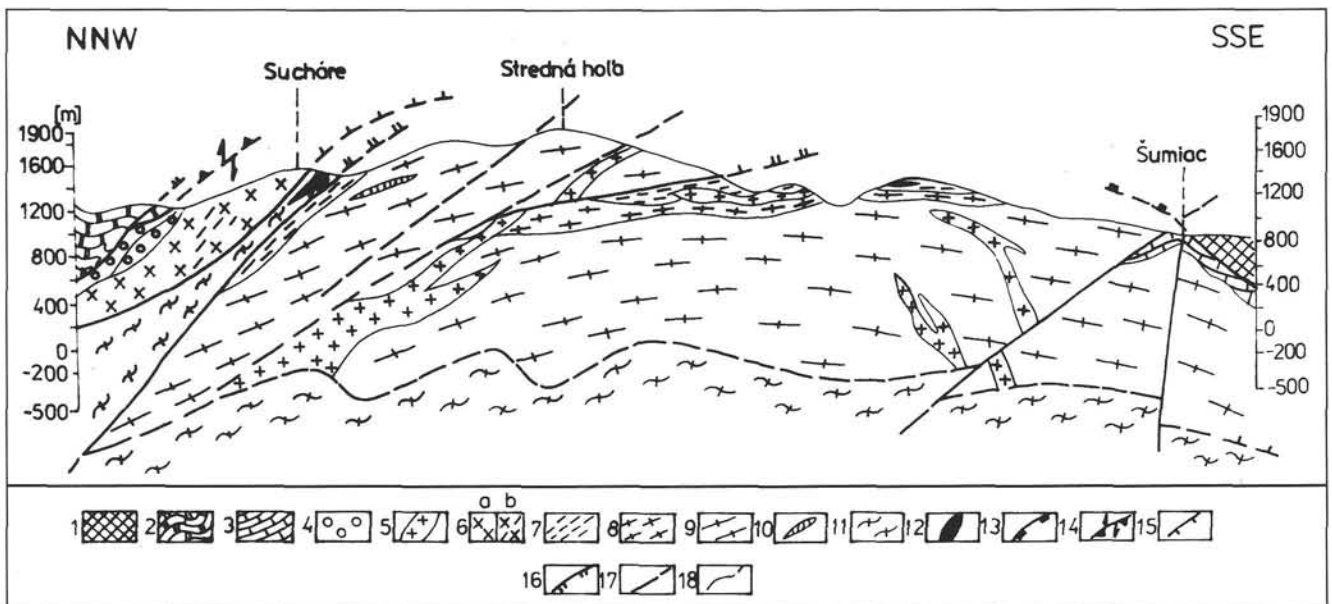 NNW SSE
Suchóre Stredná hoľa
[m]
1900 1900
1600 1600
Šumiac
1200 1200
800 800
400 400
0 0
-200 -200
-500 -500
a b
1 2 3 4 5 6 7 8 9 10 11 12 13 14 15
16 17 18